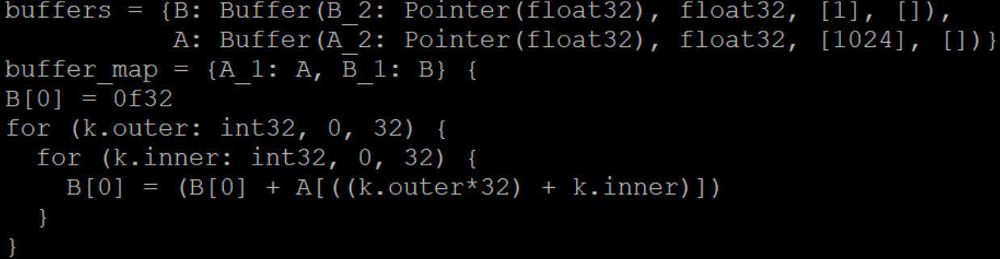 buffers = {B: Buffer(B_2: Pointer(float32), float32, [1], []),
           A: Buffer(A_2: Pointer(float32), float32, [1024], [])}
buffer_map = {A_1: A, B_1: B} {
B[0] = 0f32
for (k.outer: int32, 0, 32) {
  for (k.inner: int32, 0, 32) {
    B[0] = (B[0] + A[((k.outer*32) + k.inner)])
  }
}